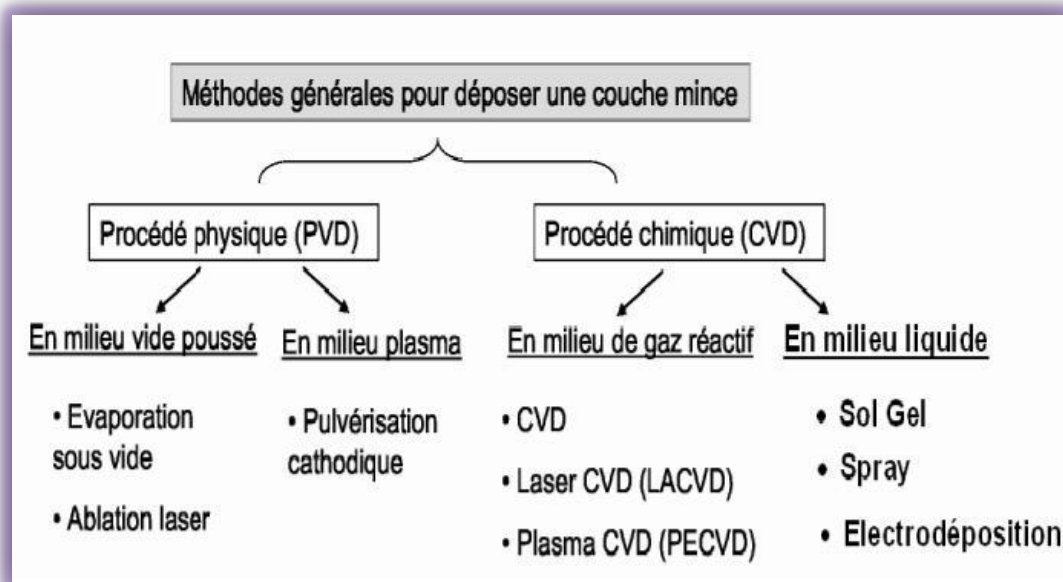 Méthodes générales pour déposer une couche mince
Procédé physique (PVD)
Procédé chimique (CVD)
En milieu vide poussé
• Evaporation
sous vide
• Ablation laser
En milieu plasma
• Pulvérisation
cathodique
En milieu de gaz réactif
• CVD
• Laser CVD (LACVD)
• Plasma CVD (PECVD)
En milieu liquide
• Sol Gel
• Spray
• Electrodéposition